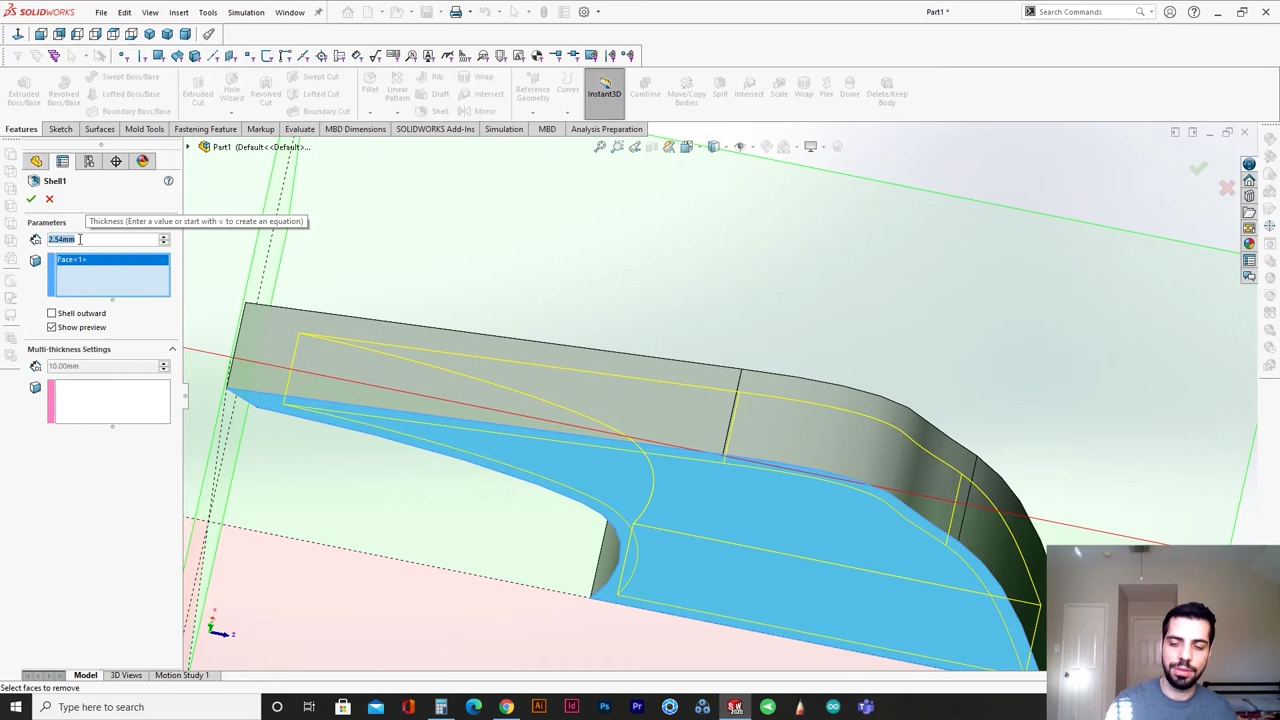 SOLIDWORKS
File Edit View Insert Tools Simulation Window
Part1 *
Search Commands
Extruded Boss/Base
Revolved Boss/Base
Swept Boss/Base
Lofted Boss/Base
Boundary Boss/Base
Extruded Cut
Hole Wizard
Revolved Cut
Swept Cut
Lofted Cut
Boundary Cut
Fillet
Linear Pattern
Rib
Draft
Shell
Wrap
Intersect
Mirror
Reference Geometry
Curves
Instant3D
Combine
Move/Copy Bodies
Split
Intersect
Scale
Wrap
Flex
Dome
Delete/Keep Body
Features Sketch Surfaces Mold Tools Fastening Feature Markup Evaluate MBD Dimensions SOLIDWORKS Add-Ins Simulation MBD Analysis Preparation
Part1 (Default<<Default>...
Shell1
Thickness (Enter a value or start with = to create an equation)
Parameters
2.54mm
Face<1>
Shell outward
Show preview
Multi-thickness Settings
10.00mm
x
z
Model 3D Views Motion Study 1
Select faces to remove
Type here to search